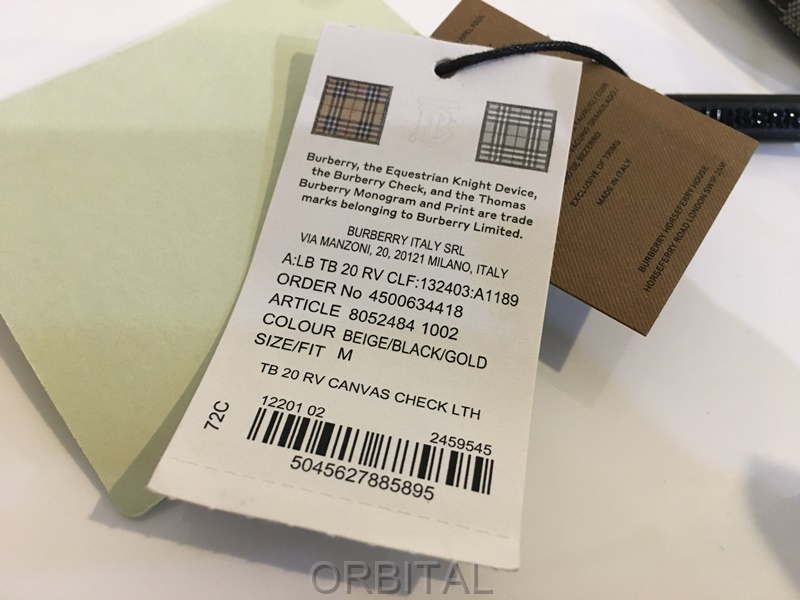 Burberry, the Equestrian Knight Device,
the Burberry Check, and the Thomas
Burberry Monogram and Print are trade
marks belonging to Burberry Limited.
BURBERRY ITALY SRL
VIA MANZONI, 20, 20121 MILANO, ITALY
A:LB TB 20 RV CLF:132403:A1189
ORDER No 4500634418
ARTICLE 8052484 1002
COLOUR BEIGE/BLACK/GOLD
SIZE/FIT M
TB 20 RV CANVAS CHECK LTH
72C
12201 02
2459545
5045627885895
EXCLUSIVE OF TRIMS
MADE IN ITALY
BURBERRY HORSEFERRY HOUSE
HORSEFERRY ROAD LONDON SW1P 2AW
ORBITAL